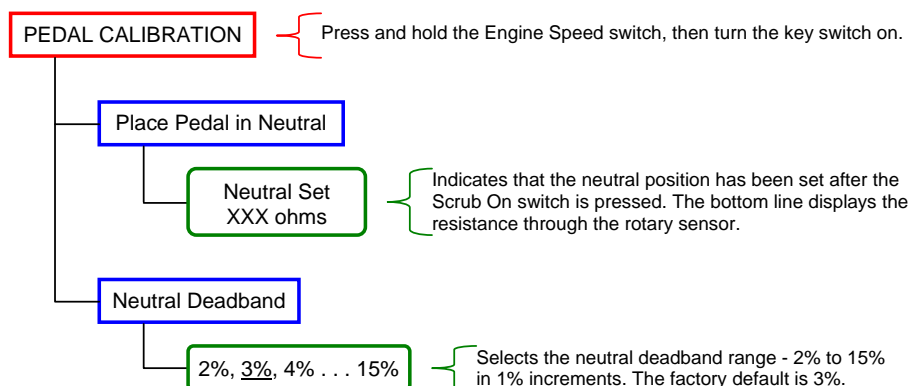 PEDAL CALIBRATION
Press and hold the Engine Speed switch, then turn the key switch on.
Place Pedal in Neutral
Neutral Set
XXX ohms
Indicates that the neutral position has been set after the
Scrub On switch is pressed. The bottom line displays the
resistance through the rotary sensor.
Neutral Deadband
2%, 3%, 4% . . . 15%
Selects the neutral deadband range - 2% to 15%
in 1% increments. The factory default is 3%.